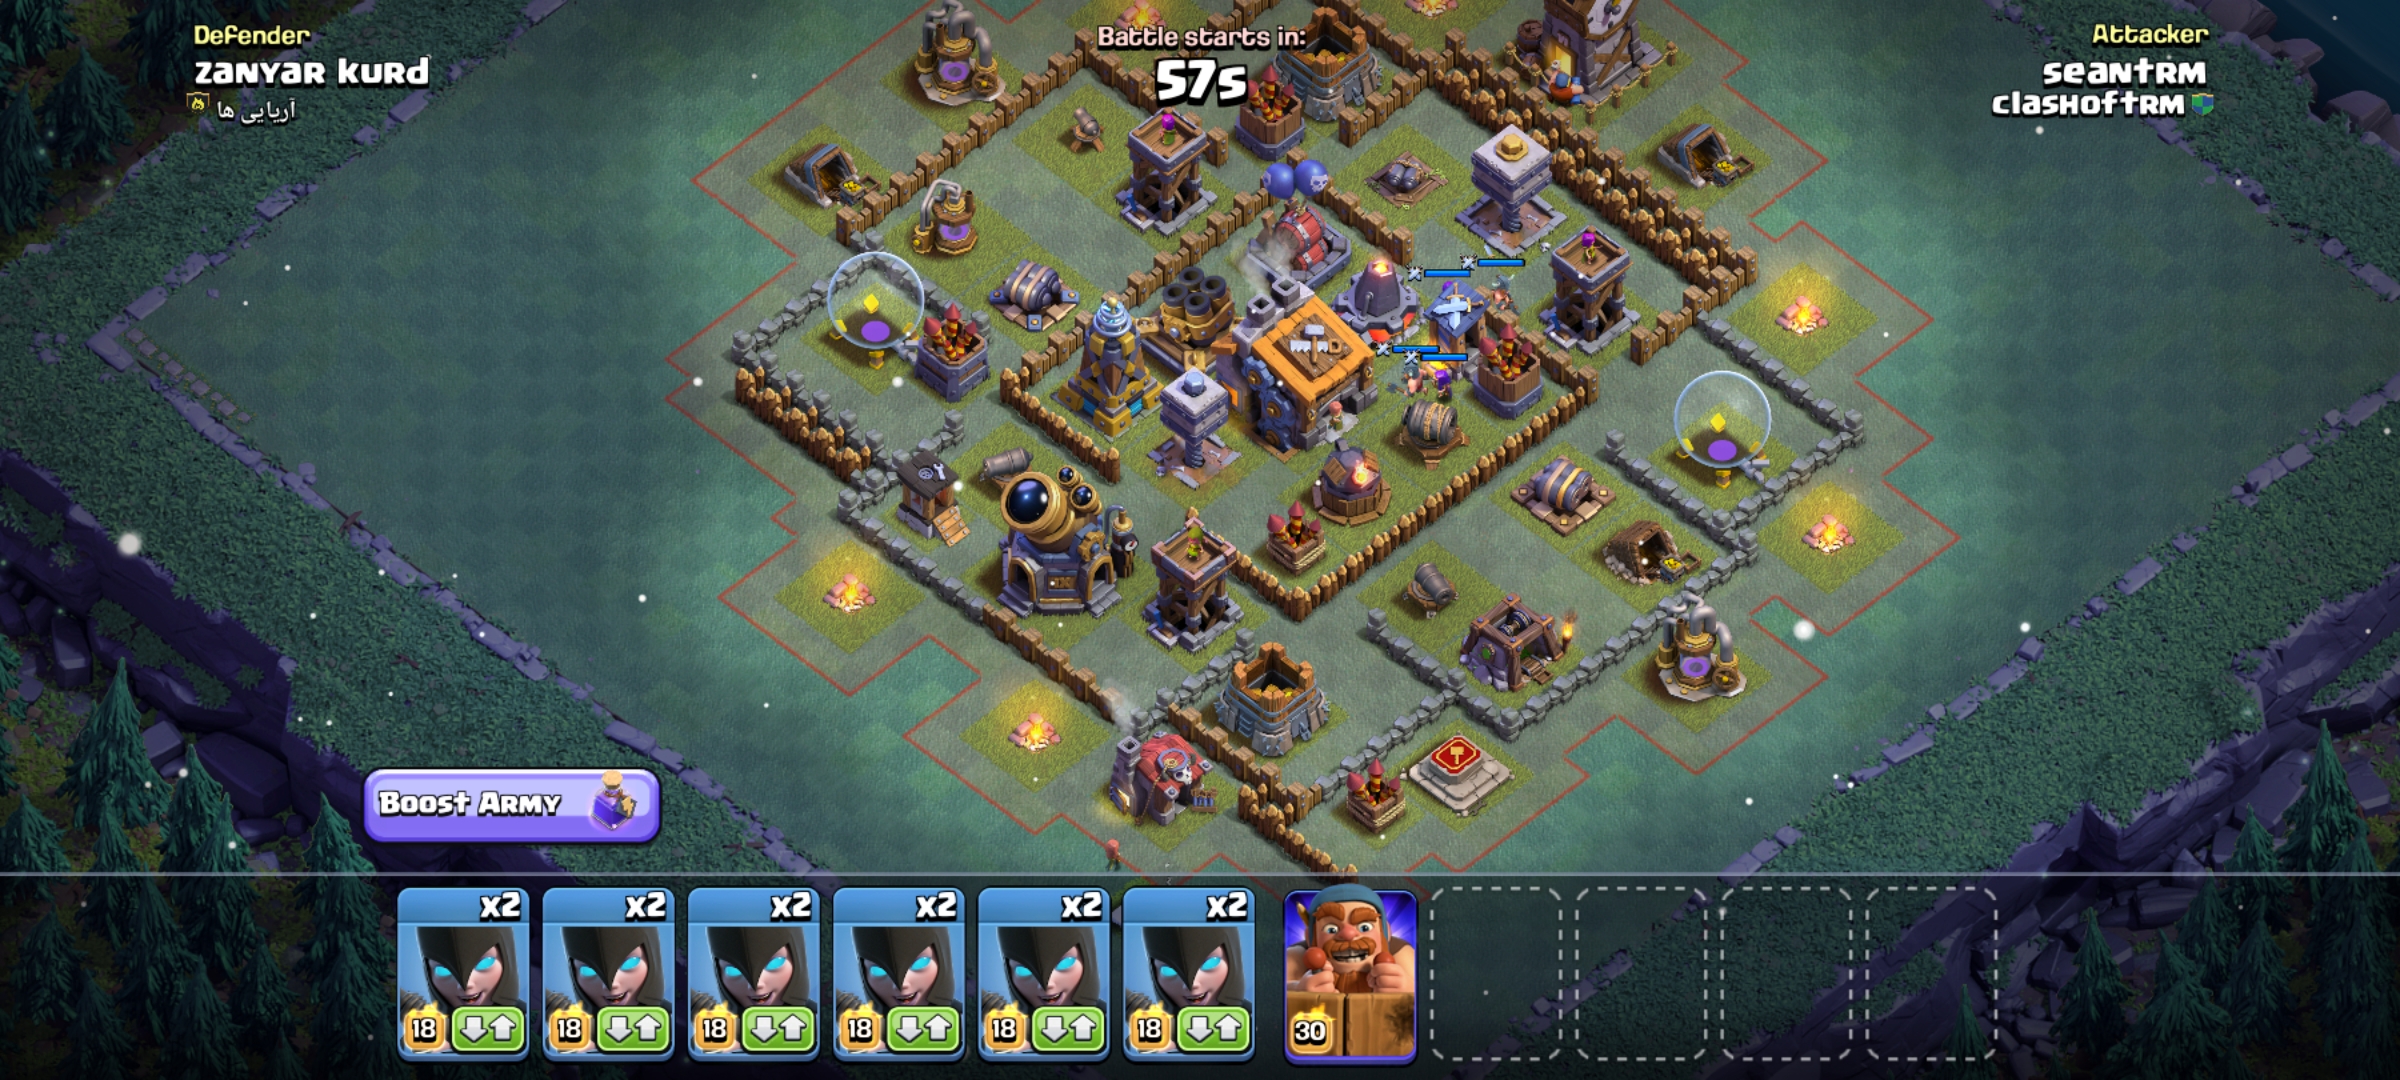 Defender
zanyar kurd
آریایی ها
Battle starts in:
57s
Attacker
seantrm
clashoftrm
Boost Army
x2 x2 x2 x2 x2 x2
18 18 18 18 18 18 30